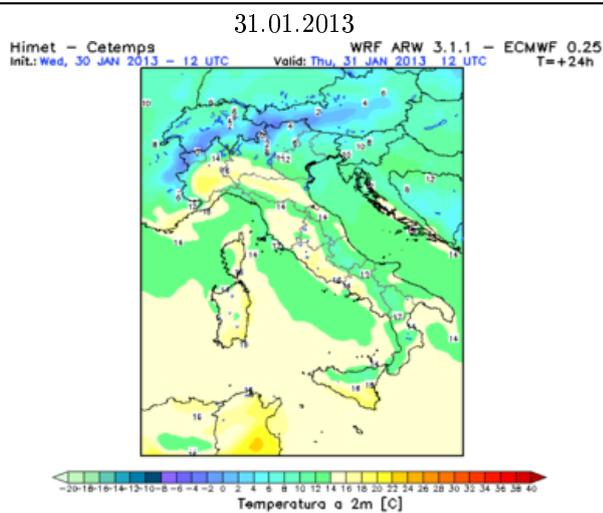 31.01.2013
Himet – Cetemps WRF ARW 3.1.1 – ECMWF 0.25
Init.: Wed, 30 JAN 2013 – 12 UTC Valid: Thu, 31 JAN 2013 12 UTC T=+24h
-20-18-16-14-12-10-8 -6 -4 -2 0 2 4 6 8 10 12 14 16 18 20 22 24 26 28 30 32 34 36 38 40
Temperatura a 2m [C]